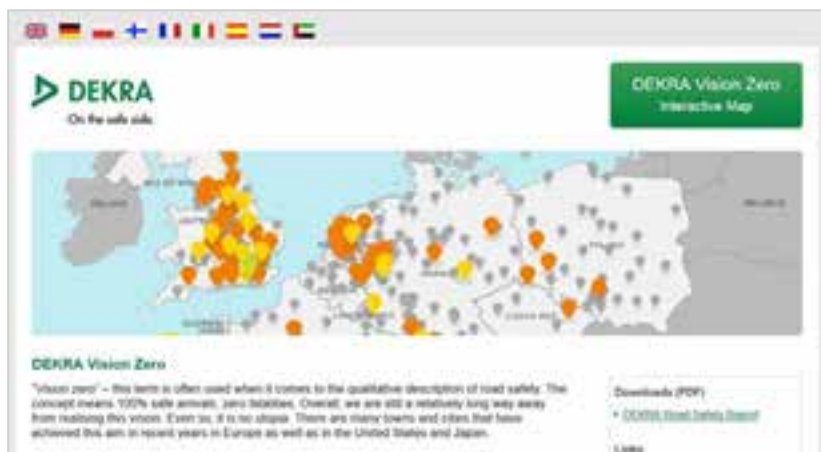 DEKRA
On the safe side.
DEKRA Vision Zero
Interactive Map
IRELAND
BELARUS
POLAND
DEKRA Vision Zero
"Vision zero" – this term is often used when it comes to the qualitative description of road safety. The
concept means 100% safe arrivals, zero fatalities. Overall, we are still a relatively long way away
from realising this vision. Even so, it is no utopia. There are many towns and cities that have
achieved this aim in recent years in Europe as well as in the United States and Japan.
Downloads (PDF)
DEKRA Road Safety Report
Links